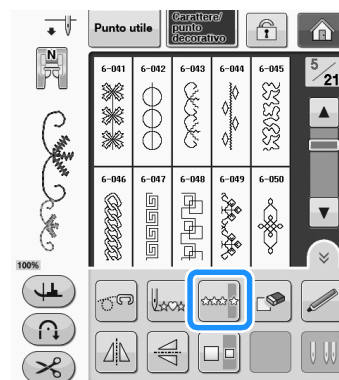 Punto utile
Carattere/
punto
decorativo
N
6-041 6-042 6-043 6-044 6-045
5/21
6-046 6-047 6-048 6-049 6-050
100%